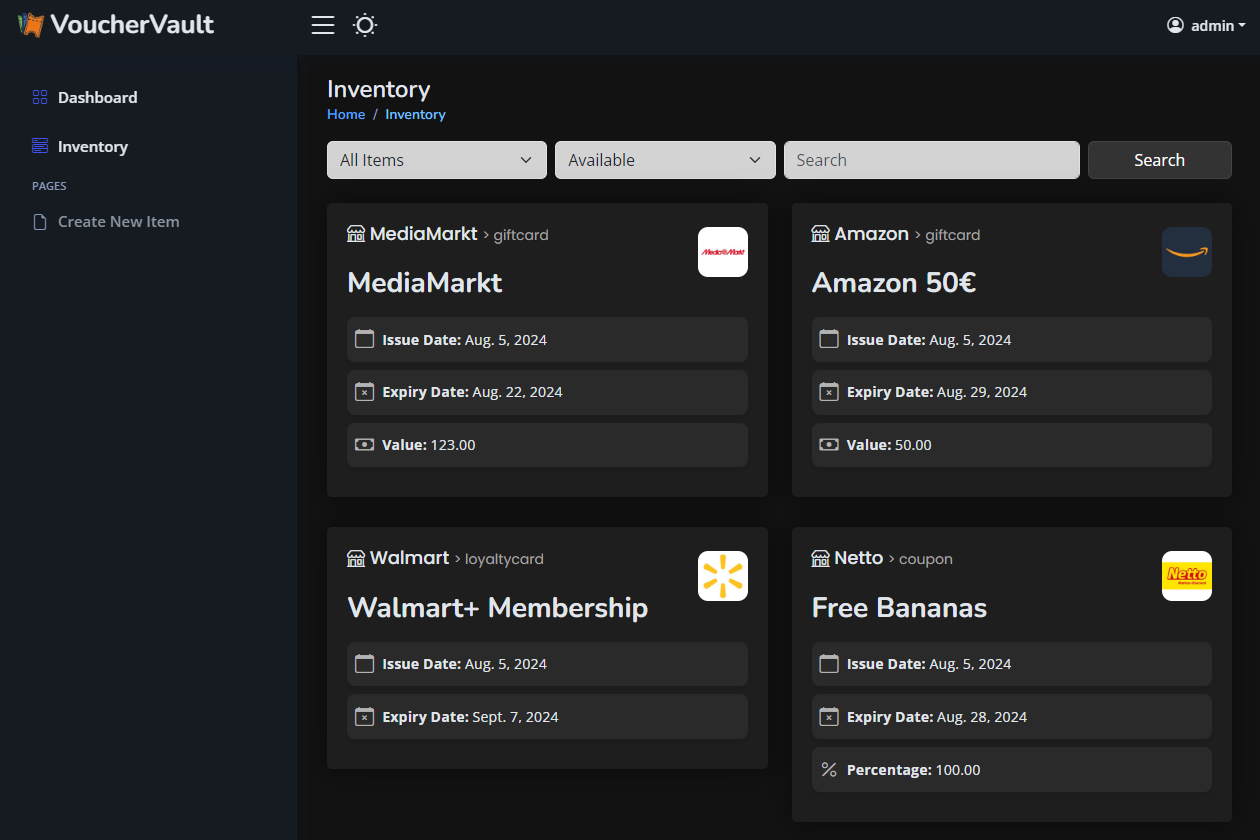 VoucherVault
admin
Dashboard
Inventory
PAGES
Create New Item
Inventory
Home / Inventory
All Items
Available
Search
Search
MediaMarkt > giftcard
MediaMarkt
MediaMarkt
Issue Date: Aug. 5, 2024
Expiry Date: Aug. 22, 2024
Value: 123.00
Amazon > giftcard
Amazon 50€
Issue Date: Aug. 5, 2024
Expiry Date: Aug. 29, 2024
Value: 50.00
Walmart > loyaltycard
Walmart+ Membership
Issue Date: Aug. 5, 2024
Expiry Date: Sept. 7, 2024
Netto > coupon
Netto
Free Bananas
Issue Date: Aug. 5, 2024
Expiry Date: Aug. 28, 2024
Percentage: 100.00